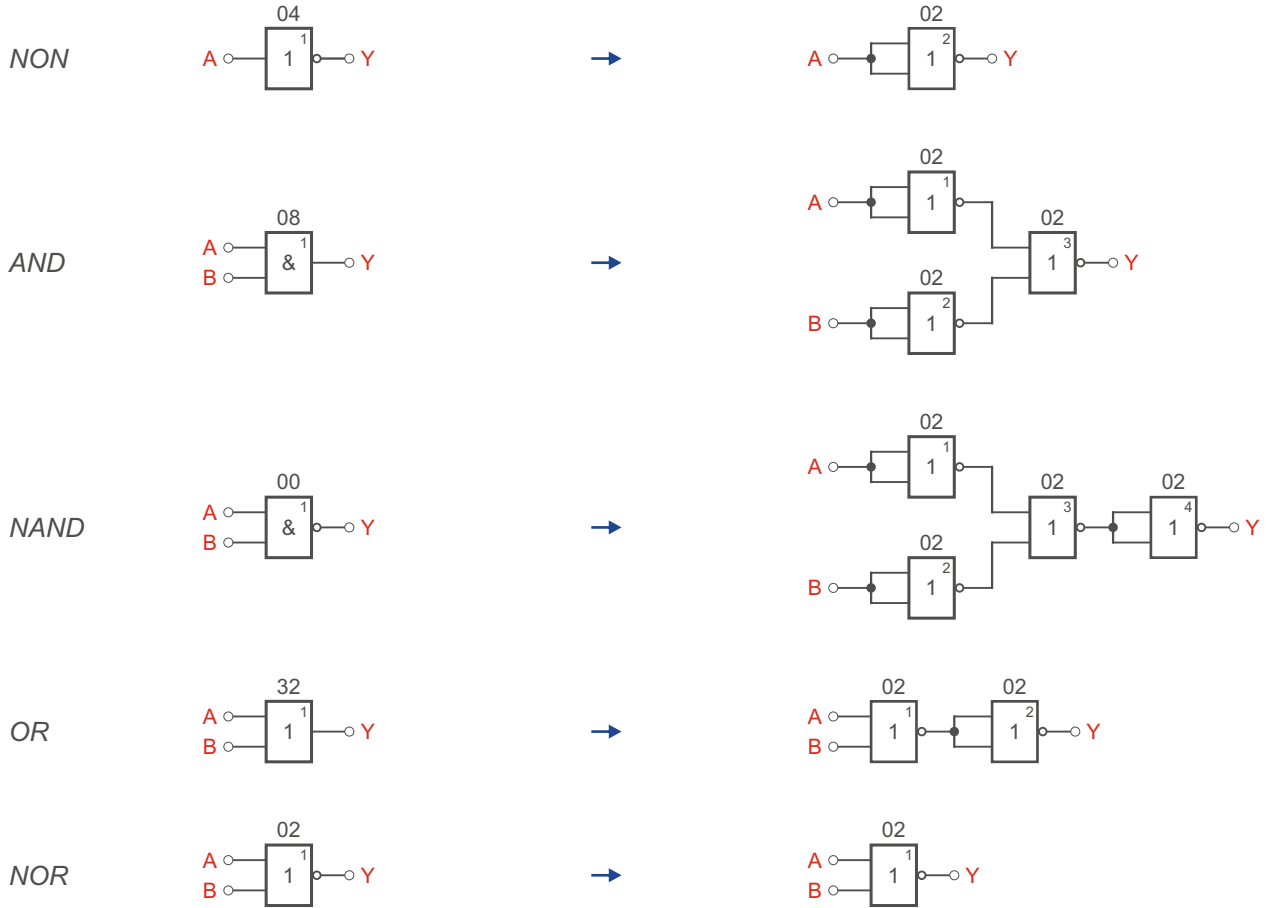 04 02
NON A 1 1 Y → A 1 2 Y
02
A 1 1
08 02
AND A B & 1 Y → 1 3 Y
02
B 1 2
02
A 1 1
00 02 02
NAND A B & 1 Y → 1 3 1 4 Y
02
B 1 2
32 02 02
OR A B 1 1 Y → A B 1 1 1 2 Y
02 02
NOR A B 1 1 Y → A B 1 1 Y